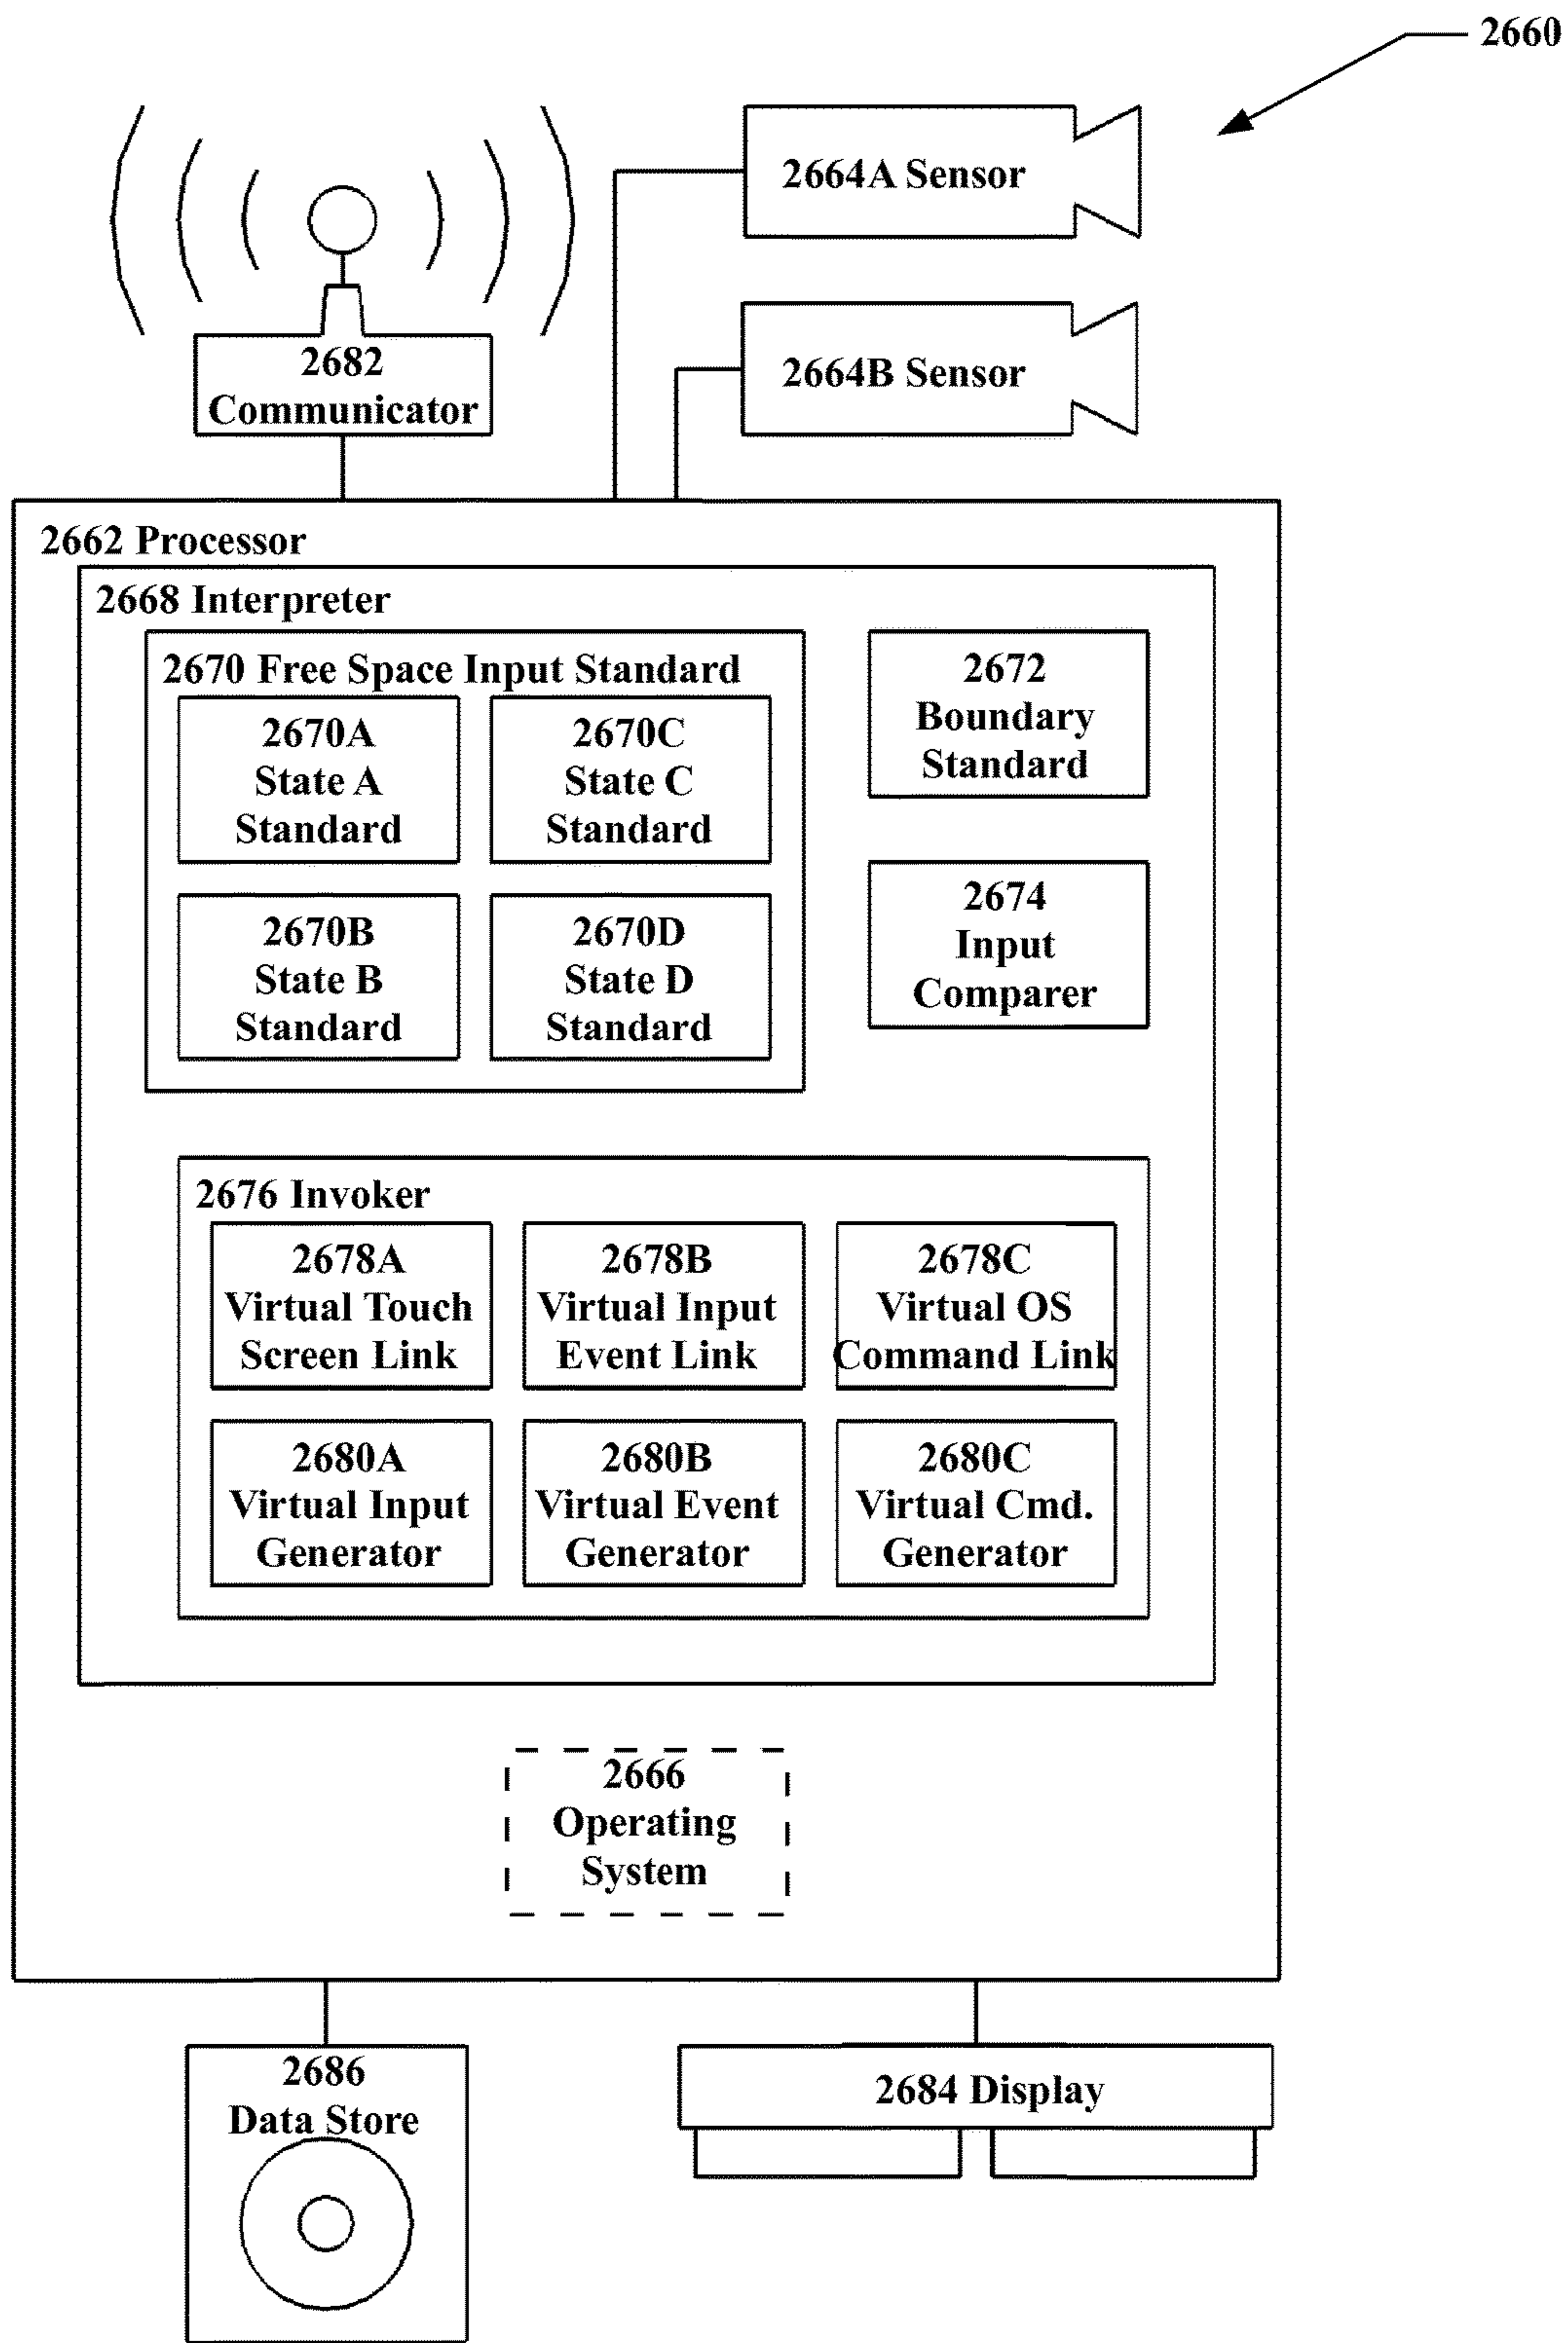 2660
2664A Sensor
2664B Sensor
2682
Communicator
2662 Processor
2668 Interpreter
2670 Free Space Input Standard
2670A
State A
Standard
2670C
State C
Standard
2670B
State B
Standard
2670D
State D
Standard
2672
Boundary
Standard
2674
Input
Comparer
2676 Invoker
2678A
Virtual Touch
Screen Link
2678B
Virtual Input
Event Link
2678C
Virtual OS
Command Link
2680A
Virtual Input
Generator
2680B
Virtual Event
Generator
2680C
Virtual Cmd.
Generator
2666
Operating
System
2686
Data Store
2684 Display